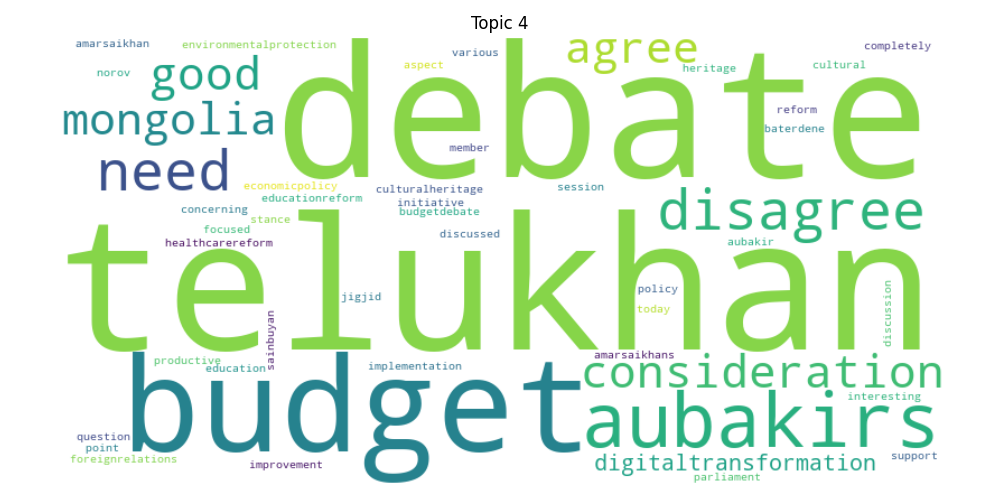 Topic 4
amarsaikhan
environmentalprotection
various
agree
completely
norov
good
aspect
debate
heritage
cultural
mongolia
reform
baterdene
member
need
economicpolicy
culturalheritage
session
educationreform
initiative
concerning
budgetdebate
disagree
stance
focused
discussed
healthcarereform
telukhan
aubakir
jigjid
policy
today
discussion
sainbuyan
productive
education
budget
implementation
amarsaikhans
consideration
interesting
aubakirs
question
point
foreignrelations
improvement
digitaltransformation
support
parliament